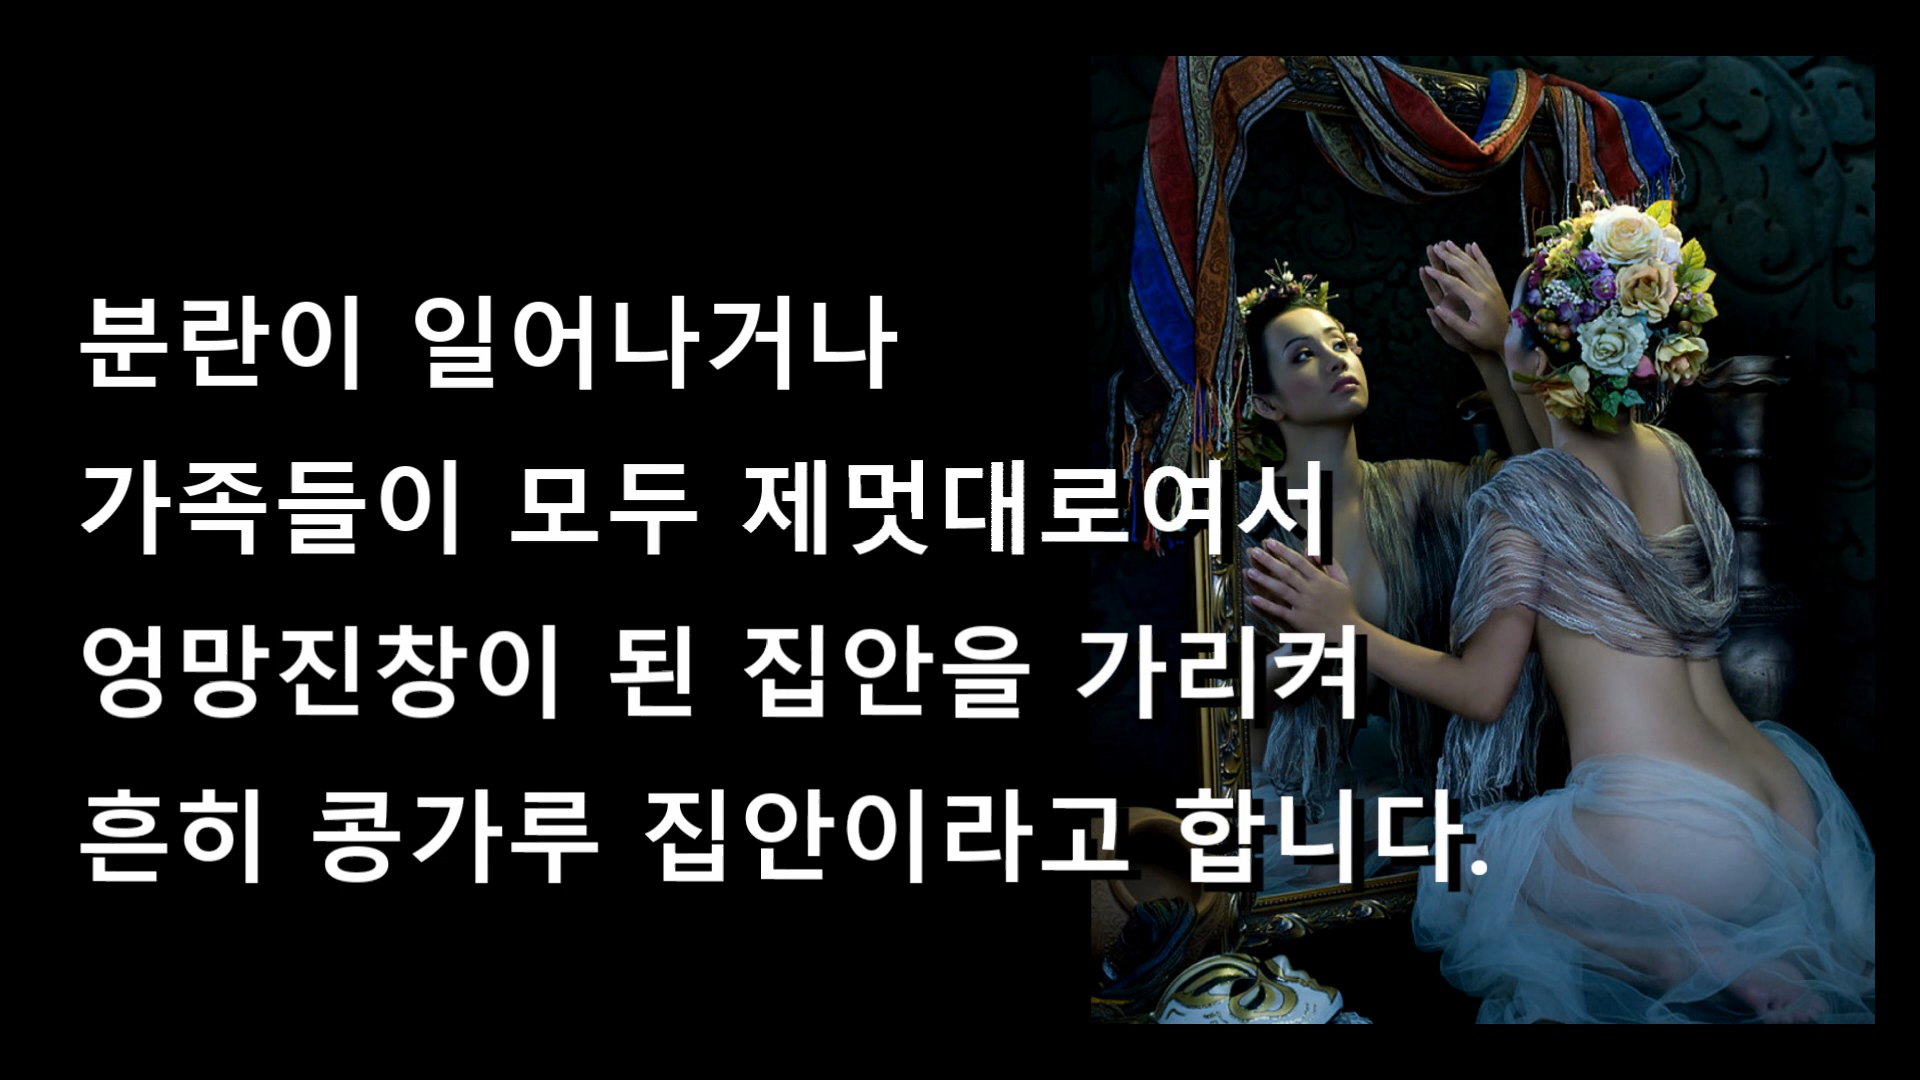 분란이 일어나거나
가족들이 모두 제멋대로여서
엉망진창이 된 집안을 가리켜
흔히 콩가루 집안이라고 합니다.